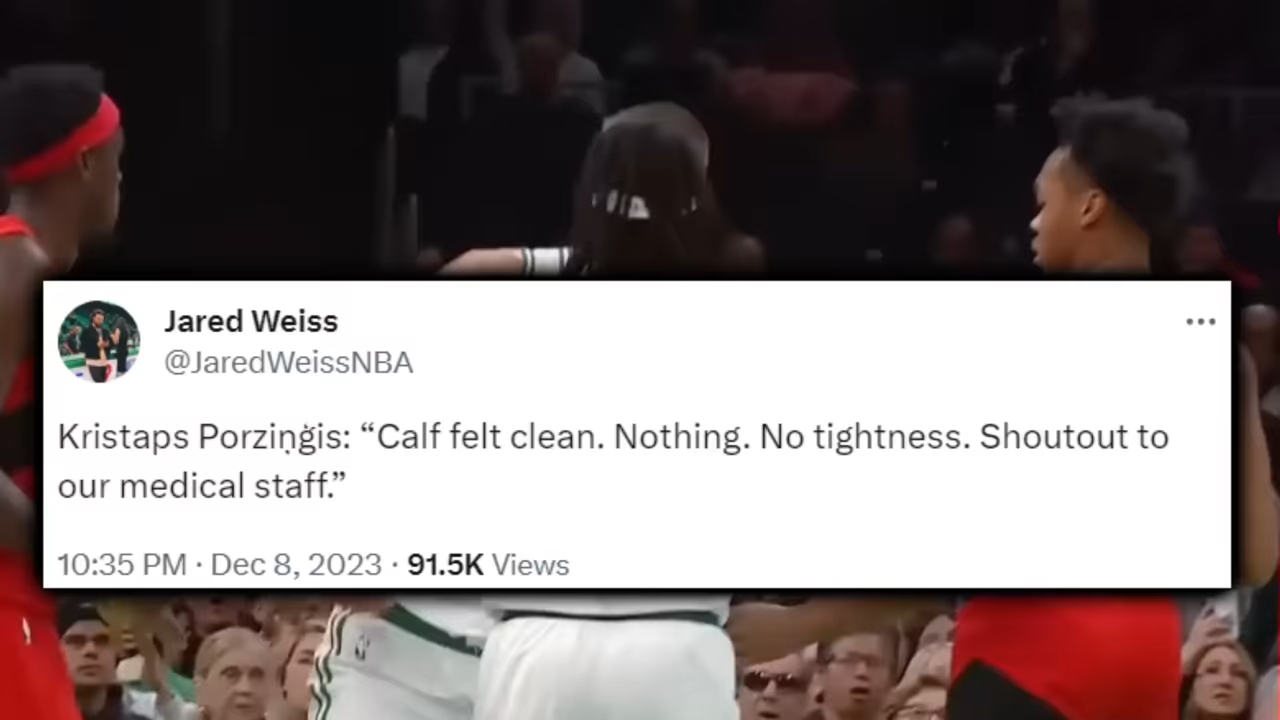 Jared Weiss
@JaredWeissNBA
Kristaps Porziņģis: “Calf felt clean. Nothing. No tightness. Shoutout to
our medical staff.”
10:35 PM · Dec 8, 2023 · 91.5K Views